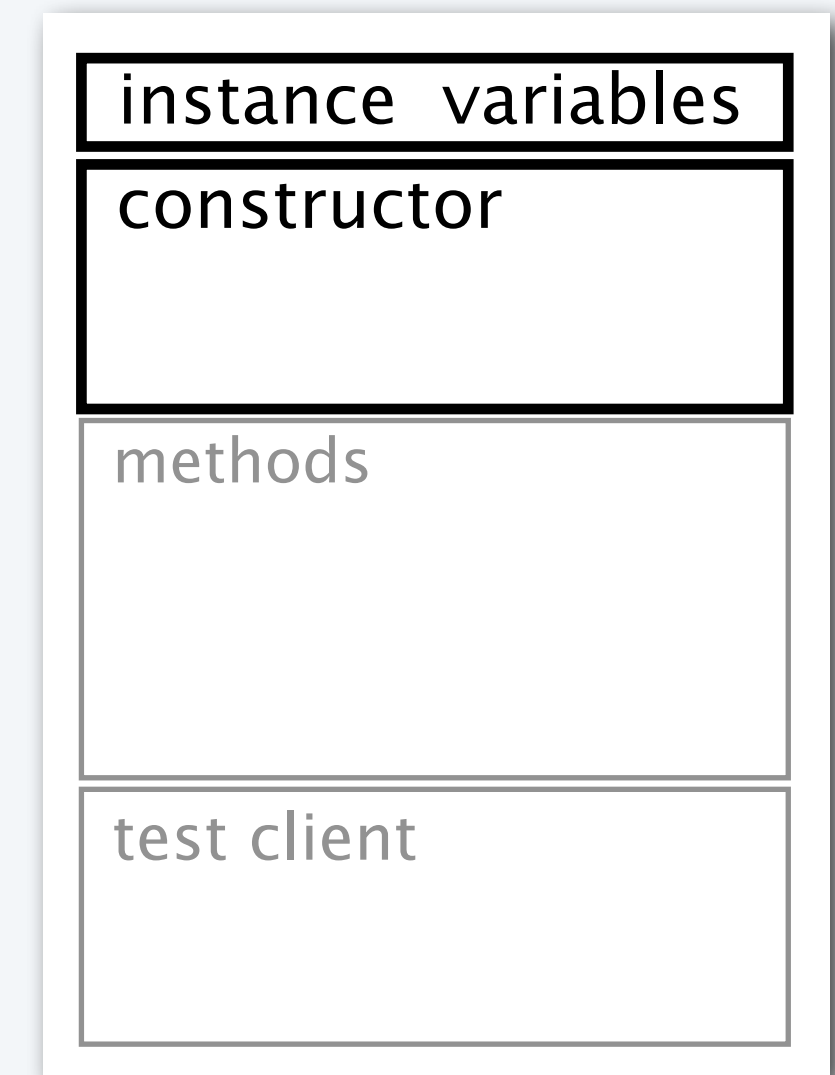 instance variables
constructor
methods
test client